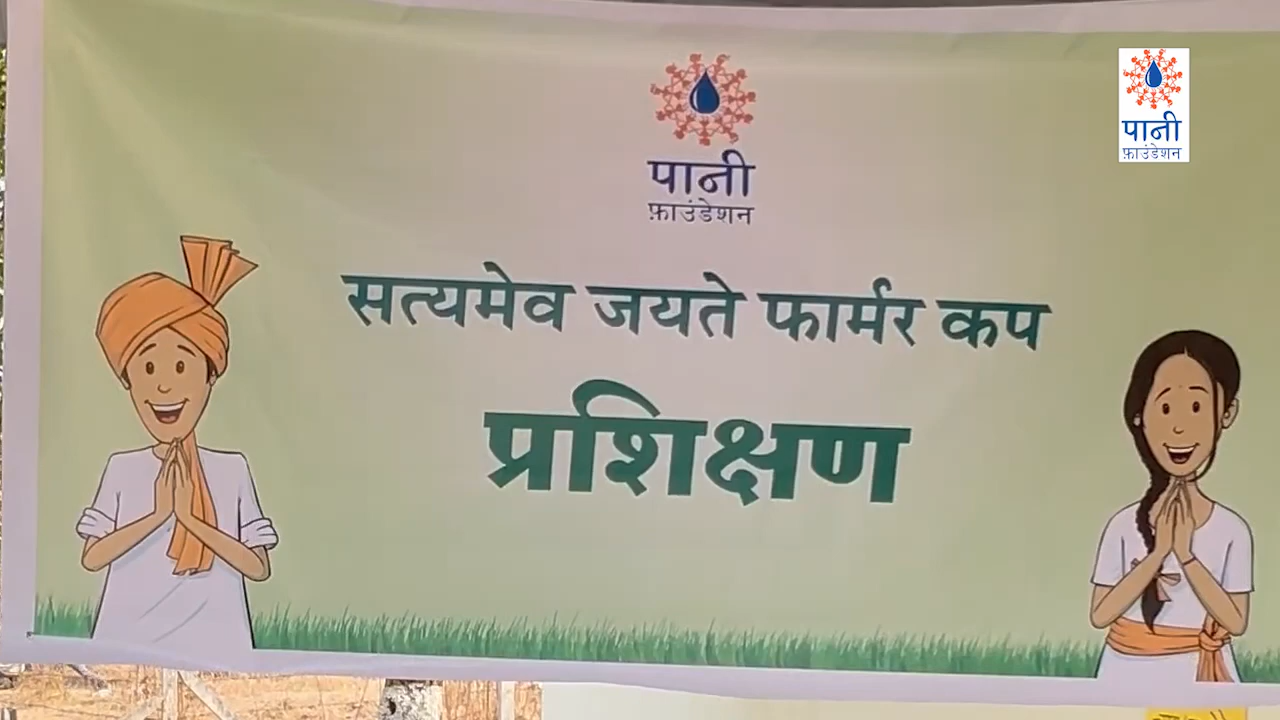 पानी
फ़ाउंडेशन
पानी
फ़ाउंडेशन
सत्यमेव जयते फार्मर कप
प्रशिक्षण